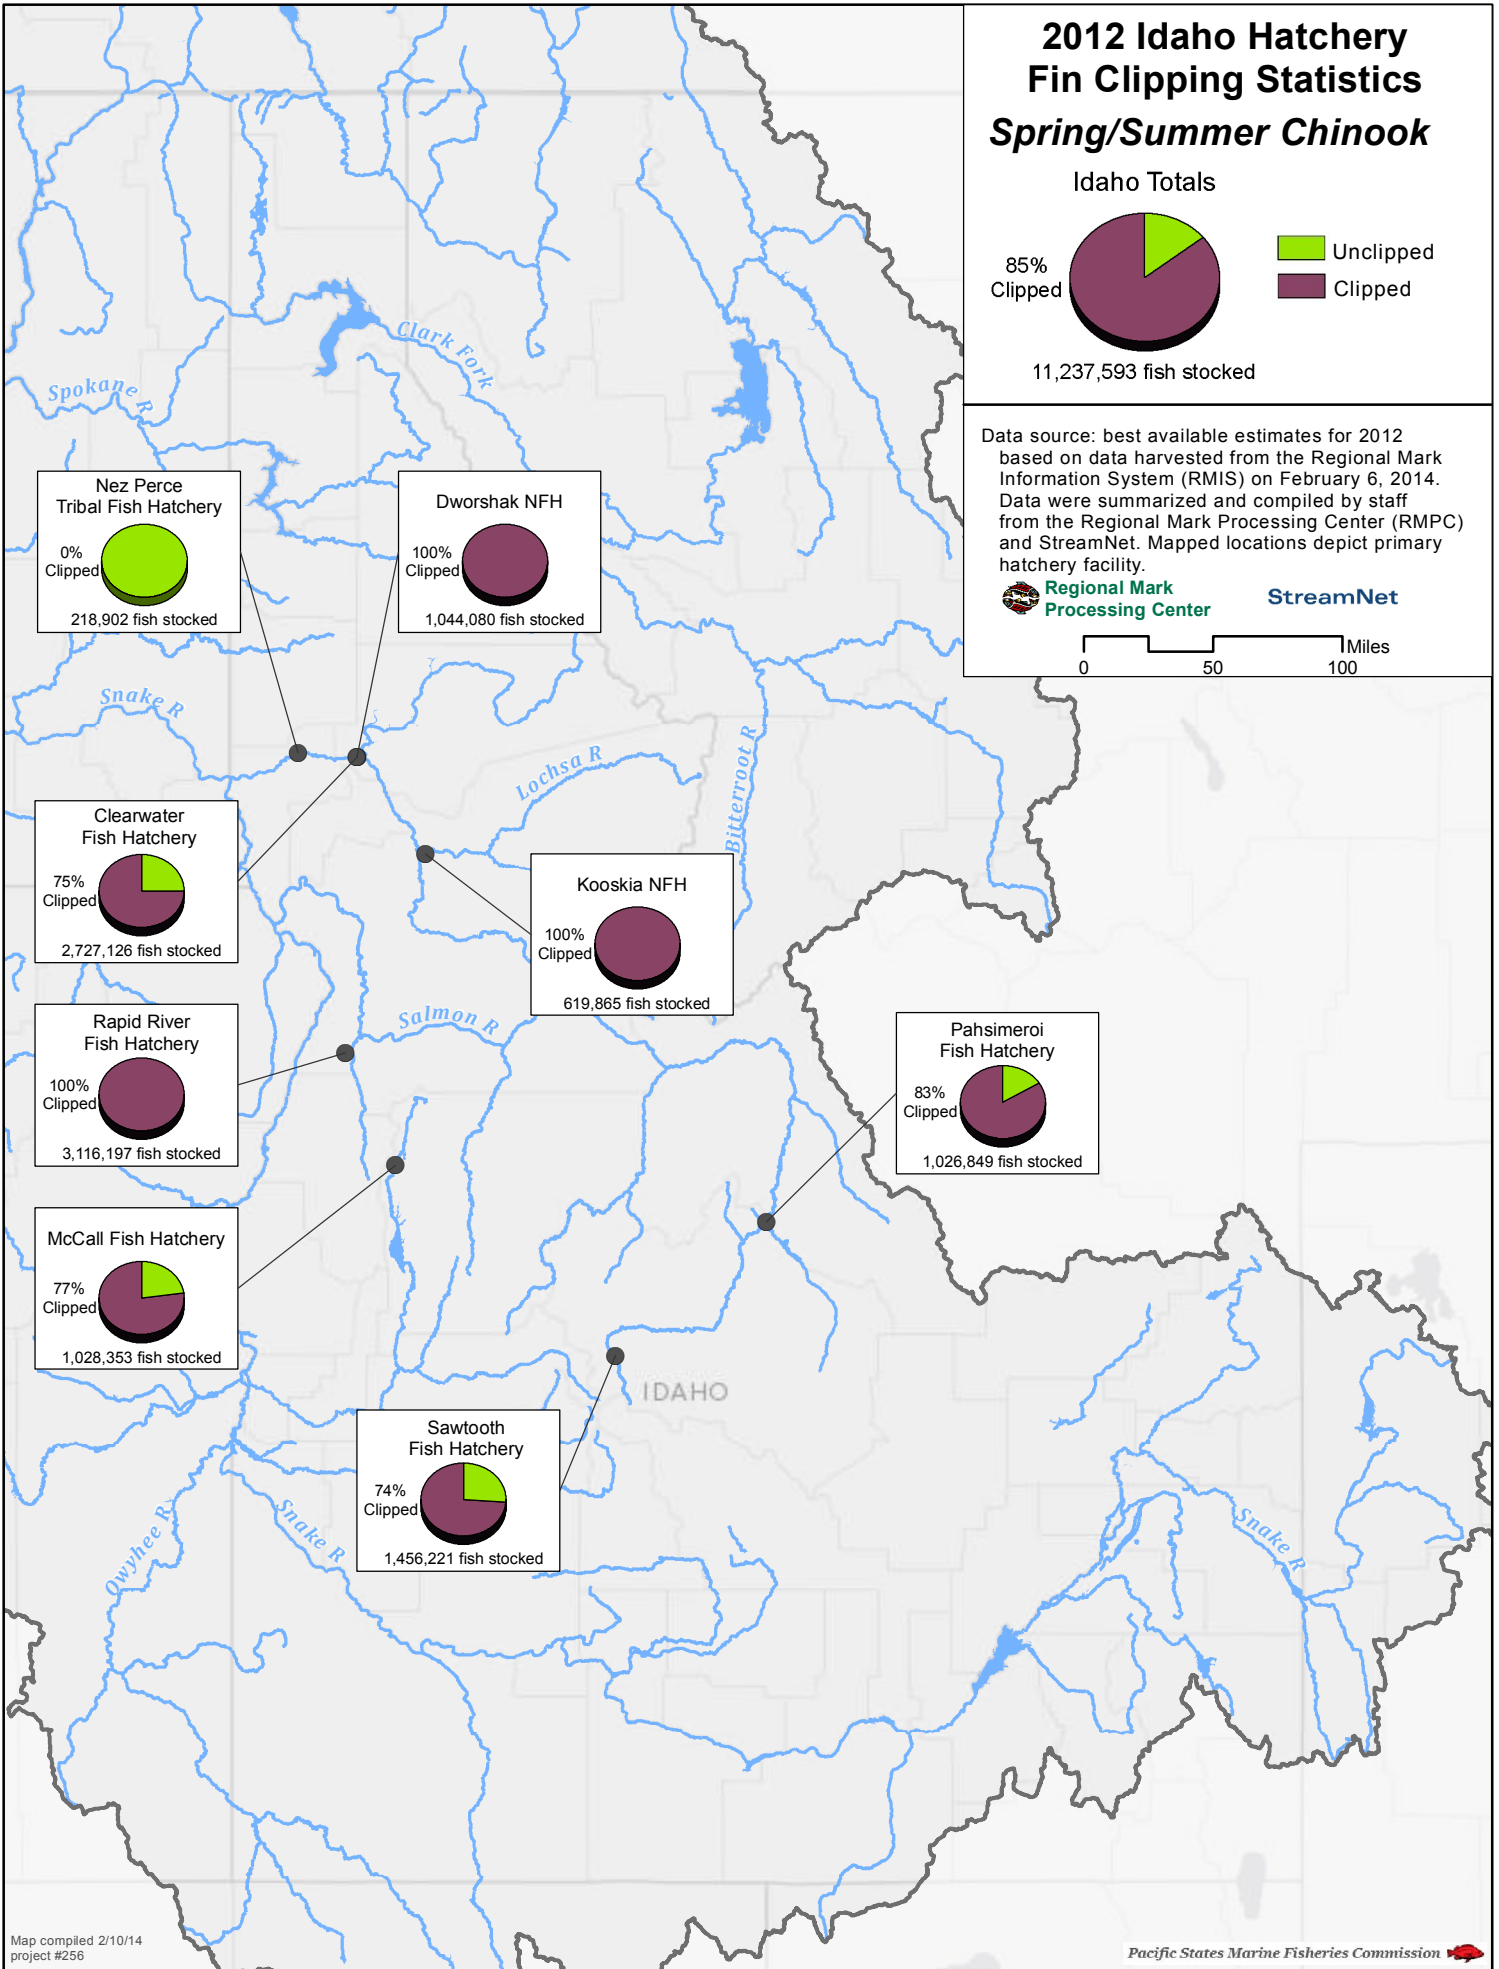 2012 Idaho Hatchery
Fin Clipping Statistics
Spring/Summer Chinook
Idaho Totals
85%
Clipped
Unclipped
Clipped
11,237,593 fish stocked
Data source: best available estimates for 2012
based on data harvested from the Regional Mark
Information System (RMIS) on February 6, 2014.
Data were summarized and compiled by staff
from the Regional Mark Processing Center (RMPC)
and StreamNet. Mapped locations depict primary
hatchery facility.
Regional Mark
Processing Center
StreamNet
Miles
0 50 100
Clark Fork
Spokane R
Nez Perce
Tribal Fish Hatchery
0%
Clipped
218,902 fish stocked
Dworshak NFH
100%
Clipped
1,044,080 fish stocked
Snake R
Lochsa R
Bitterroot R
Clearwater
Fish Hatchery
75%
Clipped
2,727,126 fish stocked
Kooskia NFH
100%
Clipped
619,865 fish stocked
Rapid River
Fish Hatchery
100%
Clipped
3,116,197 fish stocked
Salmon R
Pahsimeroi
Fish Hatchery
83%
Clipped
1,026,849 fish stocked
McCall Fish Hatchery
77%
Clipped
1,028,353 fish stocked
IDAHO
Sawtooth
Fish Hatchery
74%
Clipped
1,456,221 fish stocked
Owyhee R
Snake R
Snake R
Map compiled 2/10/14
project #256
Pacific States Marine Fisheries Commission